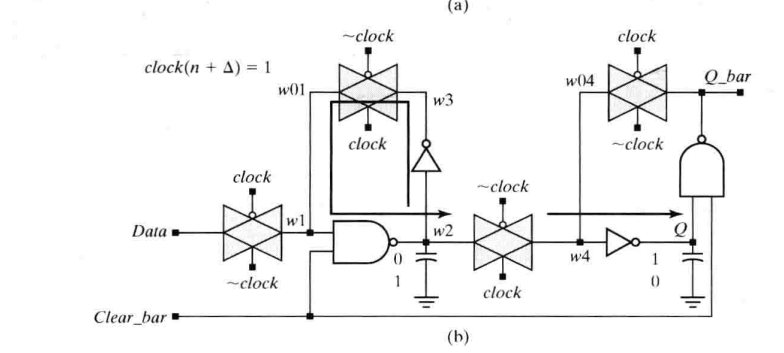 (a)
~clock
clock
clock(n + Δ) = 1
w01
w04
Q_bar
w3
clock
~clock
clock
~clock
w1
w2
Q
Data
0
1
w4
1
0
~clock
clock
Clear_bar
(b)